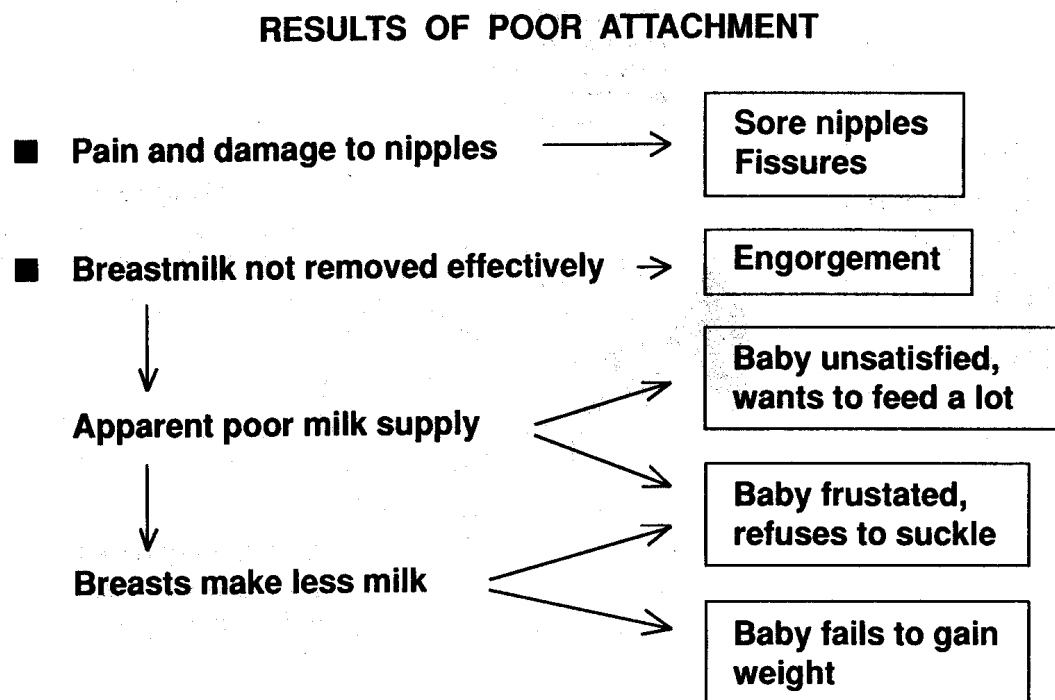 RESULTS OF POOR ATTACHMENT
■ Pain and damage to nipples
Sore nipples
Fissures
■ Breastmilk not removed effectively
Engorgement
Apparent poor milk supply
Baby unsatisfied,
wants to feed a lot
Baby frustated,
refuses to suckle
Breasts make less milk
Baby fails to gain
weight